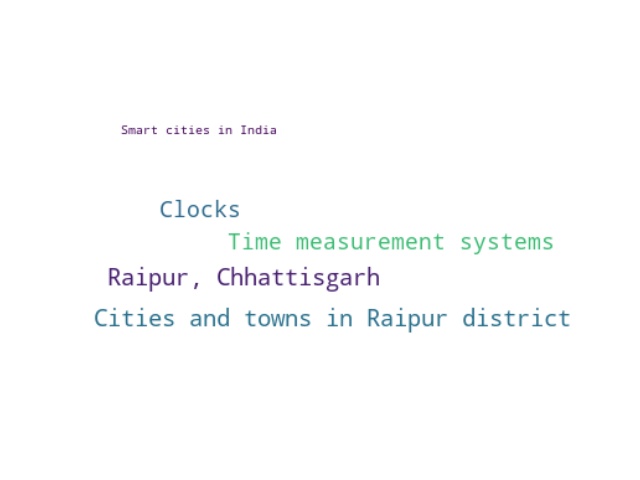 Smart cities in India
Clocks
Time measurement systems
Raipur, Chhattisgarh
Cities and towns in Raipur district